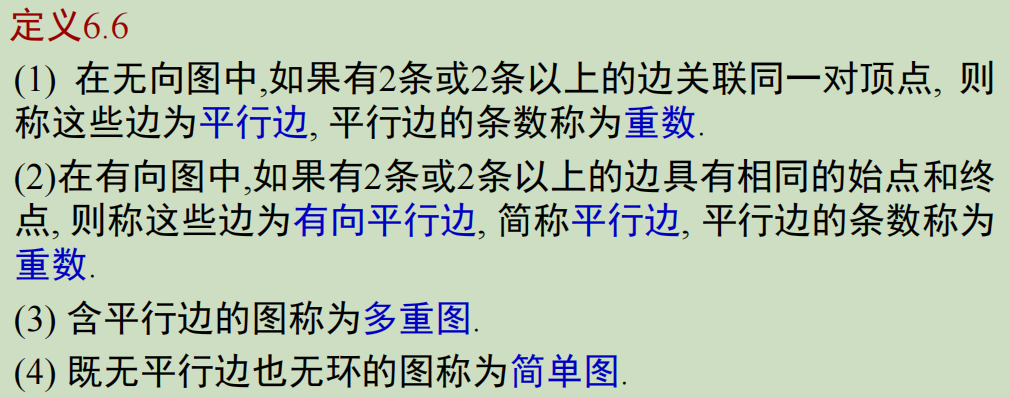 定义6.6
(1) 在无向图中,如果有2条或2条以上的边关联同一对顶点, 则
称这些边为平行边, 平行边的条数称为重数.
(2)在有向图中,如果有2条或2条以上的边具有相同的始点和终
点, 则称这些边为有向平行边, 简称平行边, 平行边的条数称为
重数.
(3) 含平行边的图称为多重图.
(4) 既无平行边也无环的图称为简单图.